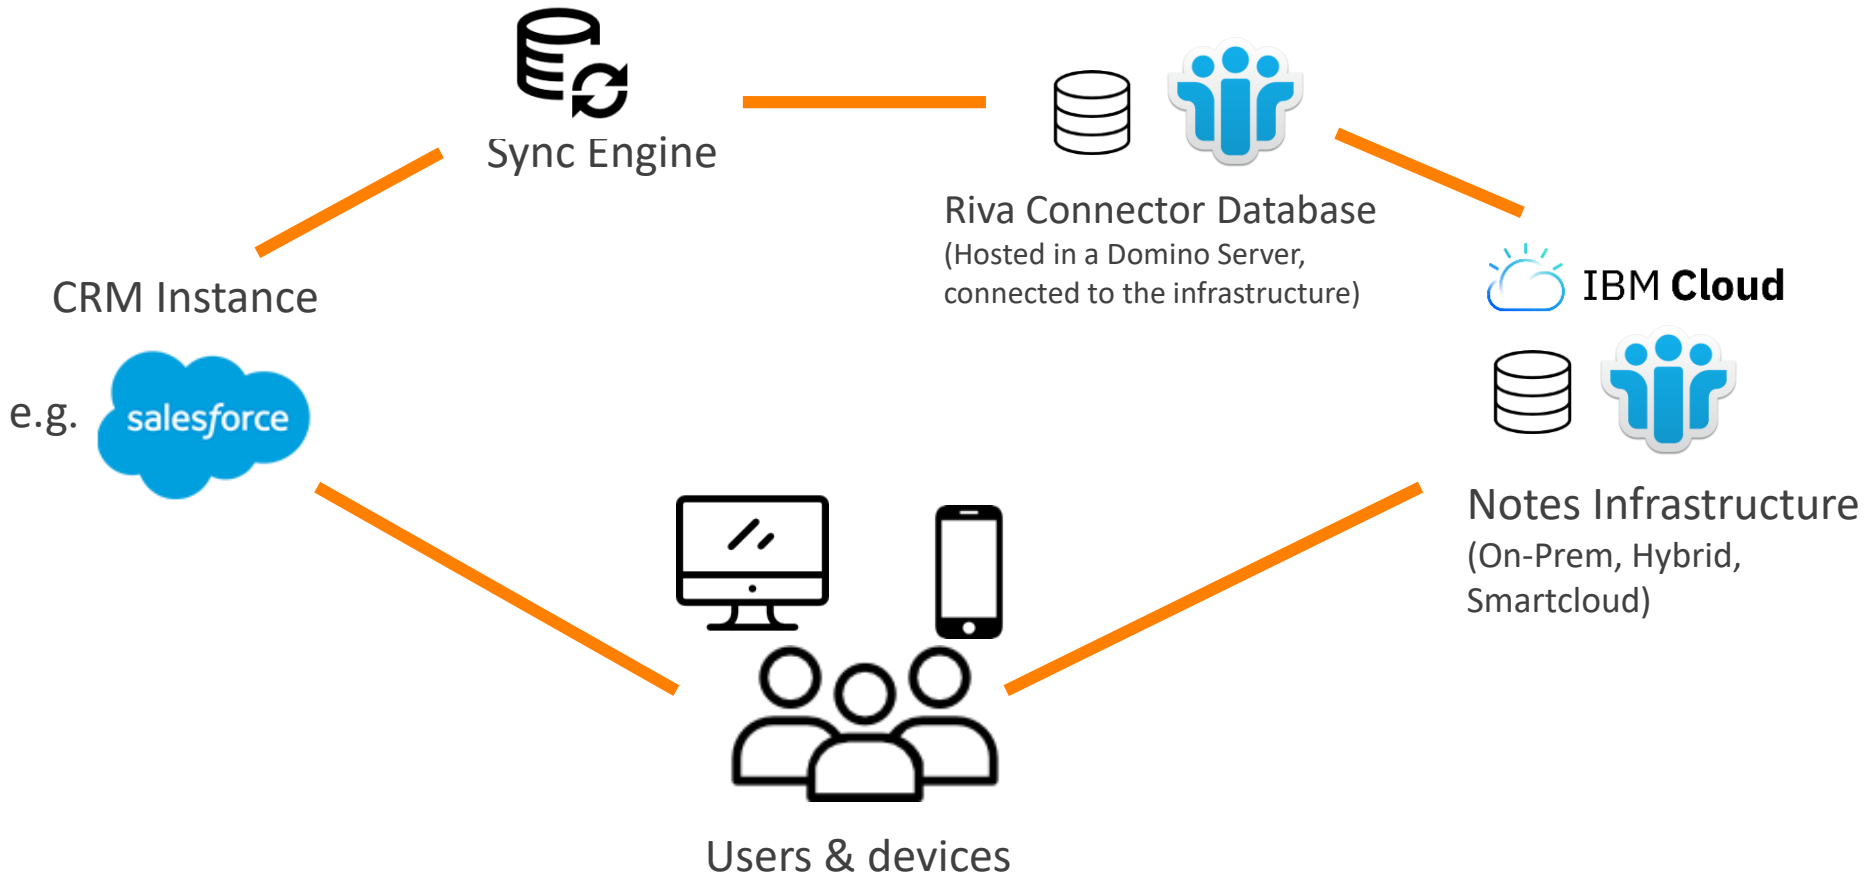 Sync Engine
Riva Connector Database
(Hosted in a Domino Server,
connected to the infrastructure)
CRM Instance
IBM Cloud
e.g.
salesforce
Notes Infrastructure
(On-Prem, Hybrid,
Smartcloud)
Users & devices